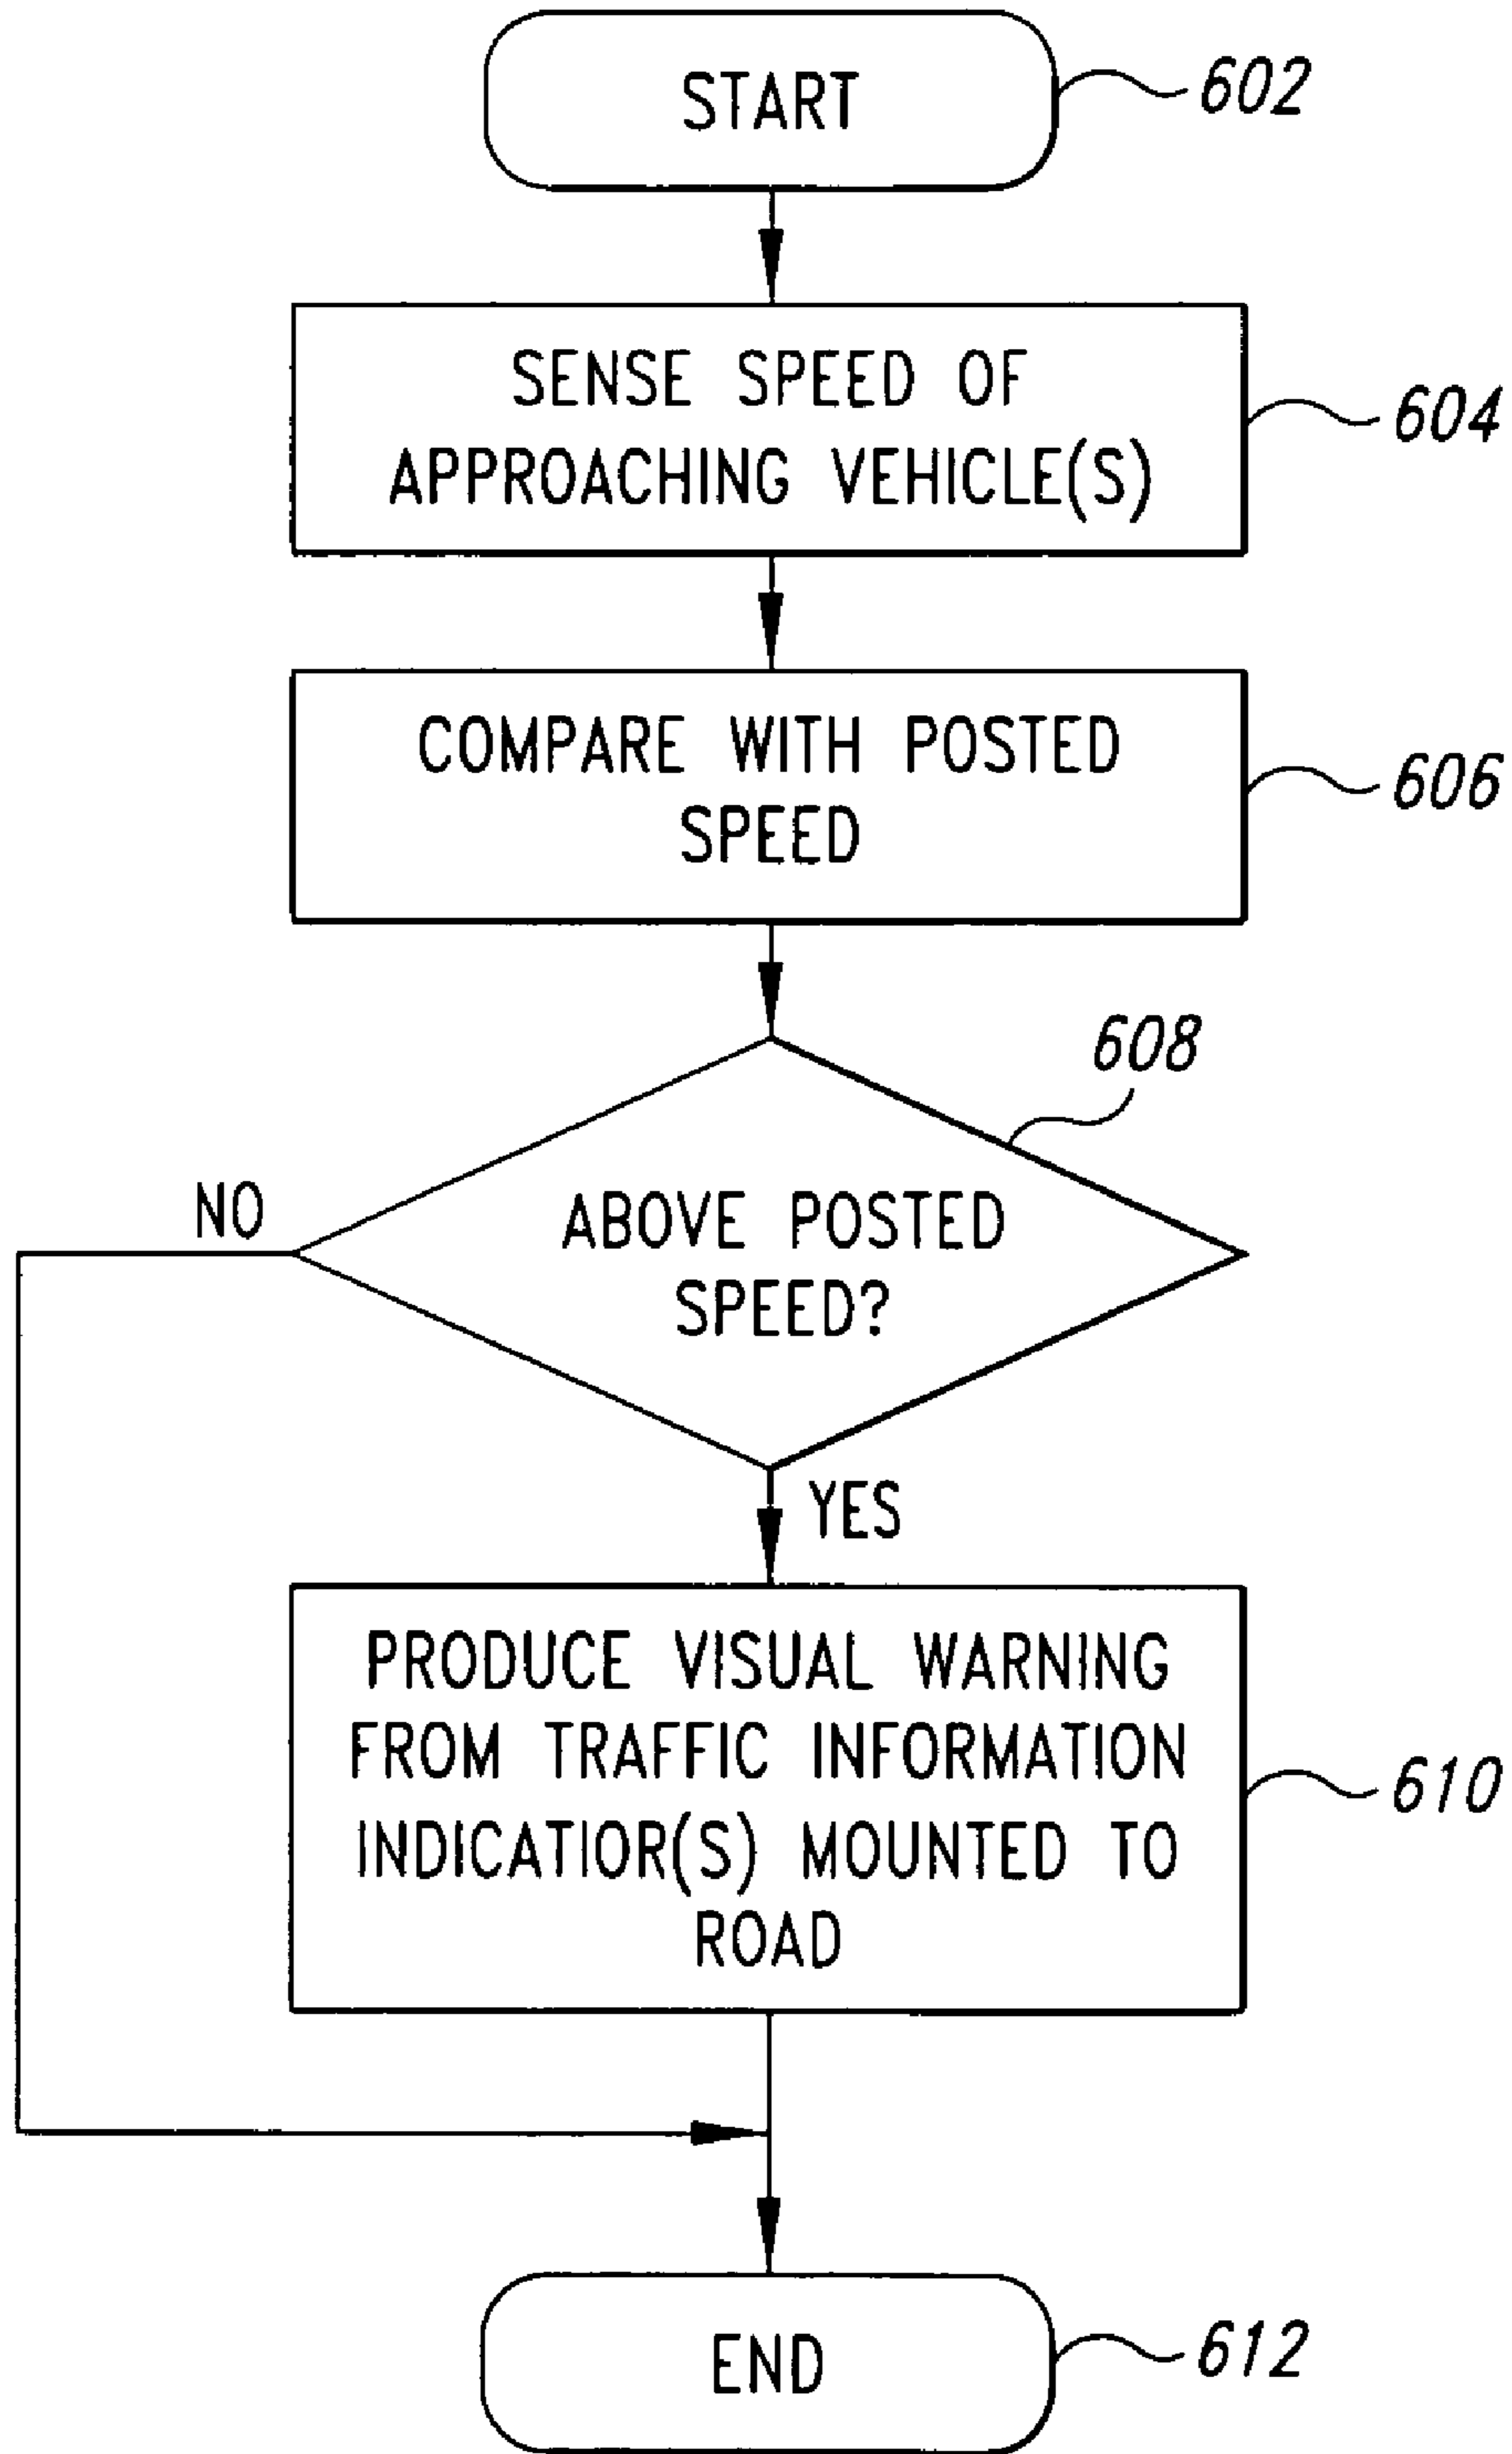 START
602
SENSE SPEED OF
APPROACHING VEHICLE(S)
604
COMPARE WITH POSTED
SPEED
606
608
NO
ABOVE POSTED
SPEED?
YES
PRODUCE VISUAL WARNING
FROM TRAFFIC INFORMATION
INDICATIOR(S) MOUNTED TO
ROAD
610
END
612